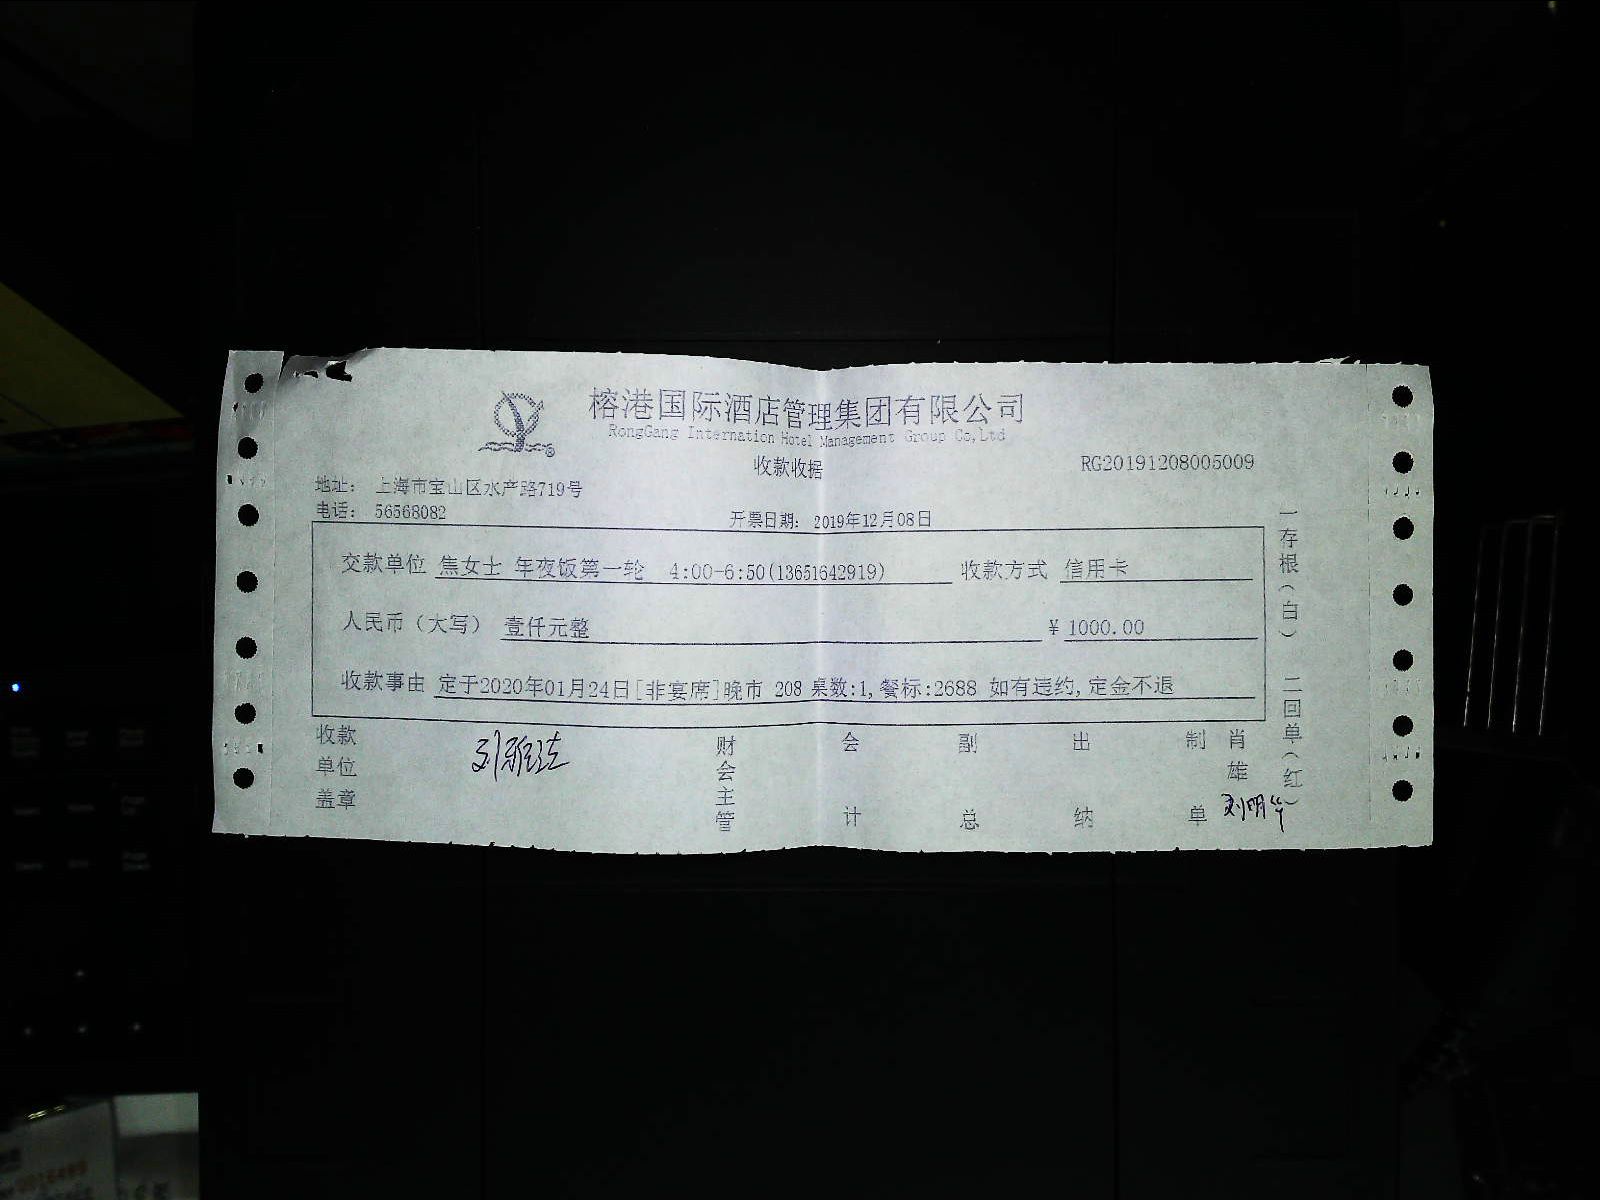 榕港国际酒店管理集团有限公司
RongGang Internation Hotel Management Group Co,Ltd
收款收据
RG20191208005009
地址： 上海市宝山区水产路719号
电话： 56568082
开票日期： 2019年12月08日
交款单位 焦女士 年夜饭第一轮 4:00-6:50(13651642919) 收款方式 信用卡
人民币（大写） 壹仟元整 ¥ 1000.00
收款事由 定于2020年01月24日[非宴席]晚市 208 桌数:1,餐标:2688 如有违约,定金不退
一存根（白） 二回单（红）
收款单位盖章
财会主管
会计
副总
出纳
制单
肖雄
刘明华